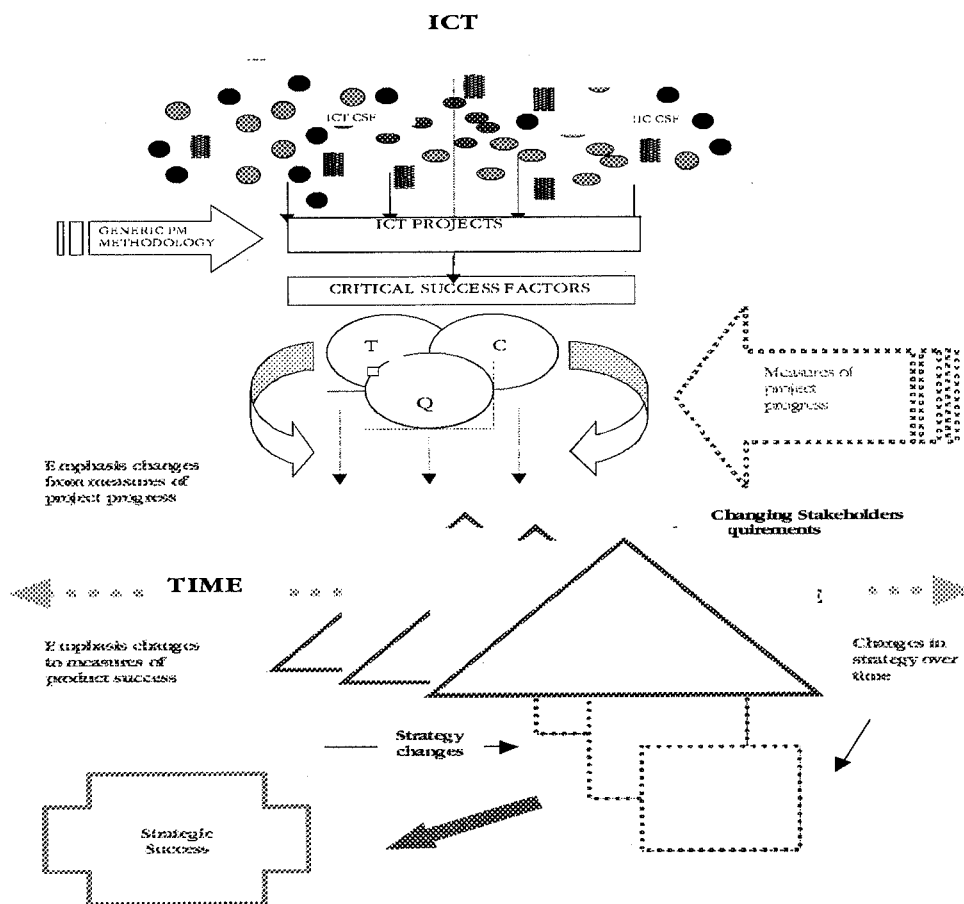 ICT
ICT CSF
IIC CSF
ICT PROJECTS
GENERIC PM
METHODOLOGY
CRITICAL SUCCESS FACTORS
T
C
Q
Measures of
project
progress
Emphasis changes
from measures of
project progress
Changing Stakeholders
quirements
TIME
Emphasis changes
to measures of
product success
Changes in
strategy over
time
Strategy
changes
Strategic
Success